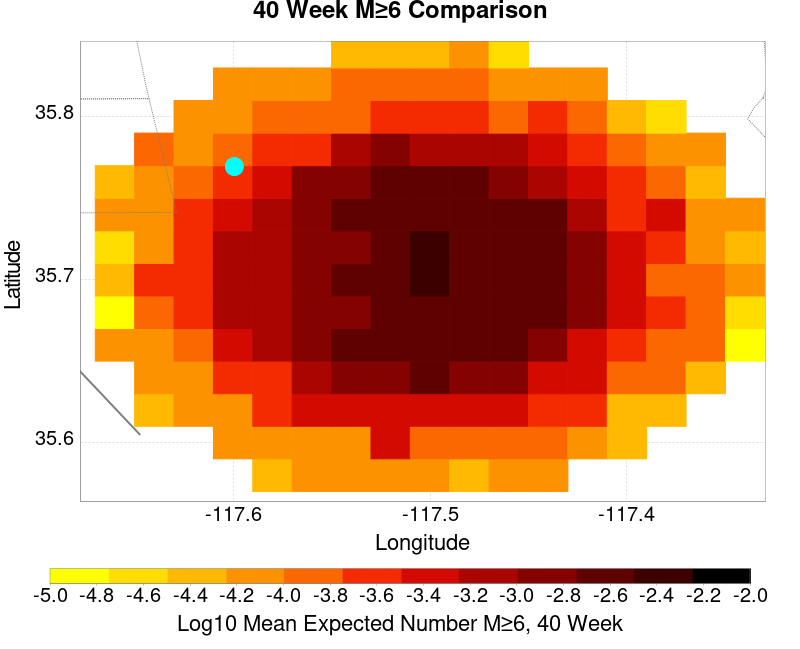 40 Week M≥6 Comparison
35.8
35.7
35.6
Latitude
-117.6 -117.5 -117.4
Longitude
-5.0 -4.8 -4.6 -4.4 -4.2 -4.0 -3.8 -3.6 -3.4 -3.2 -3.0 -2.8 -2.6 -2.4 -2.2 -2.0
Log10 Mean Expected Number M≥6, 40 Week